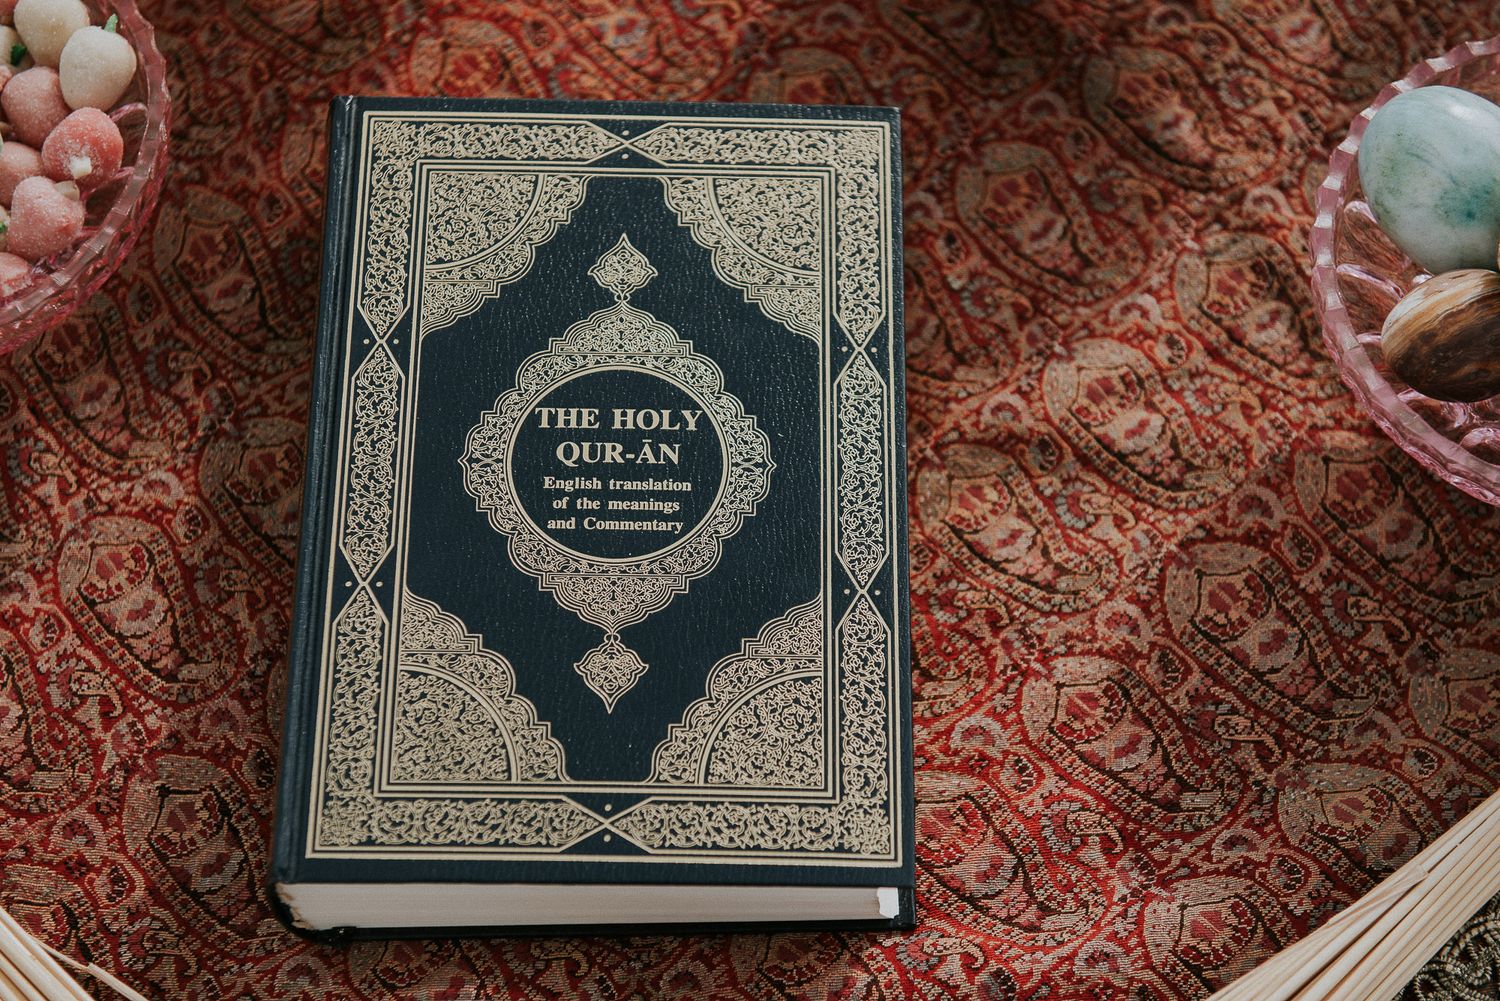 THE HOLY
QUR-ĀN
English translation
of the meanings
and Commentary